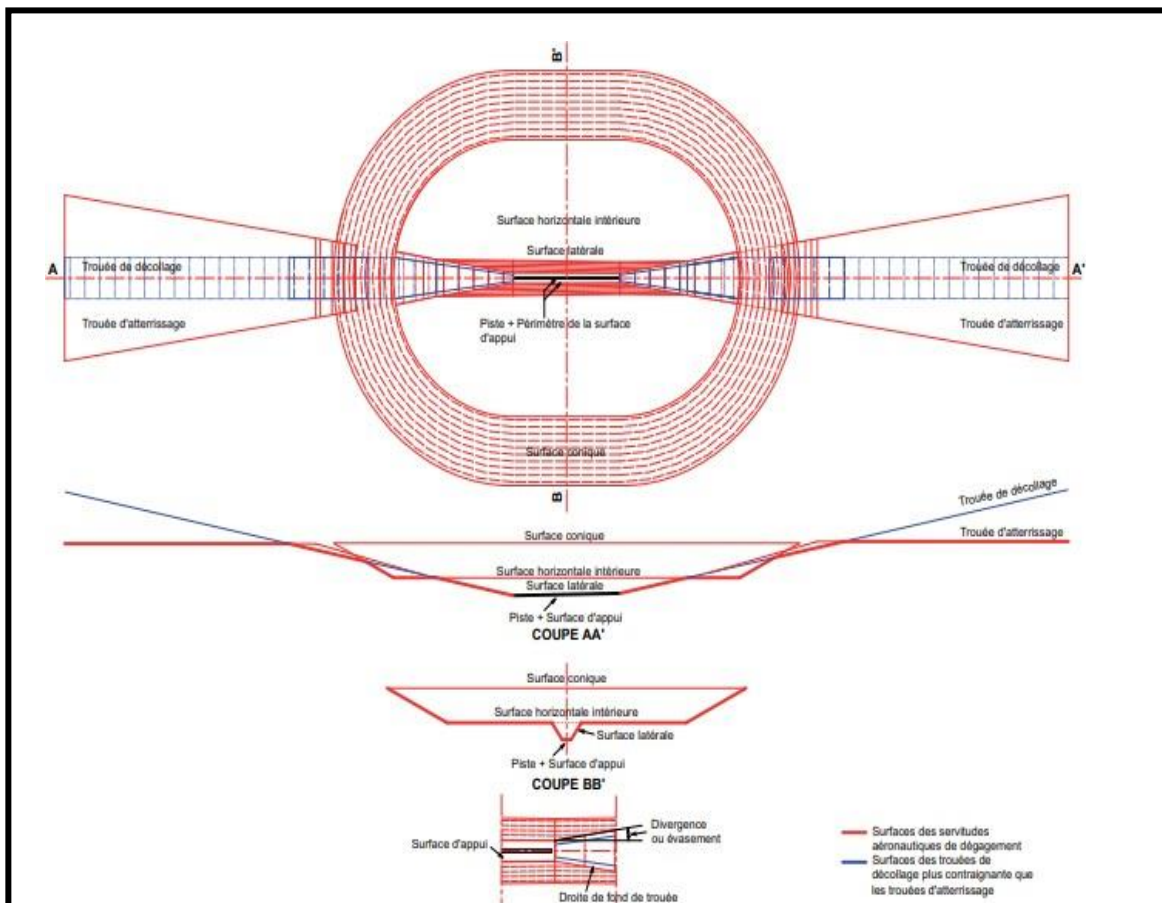 B'
Surface horizontale intérieure
Surface latérale
A
Trouée de décollage
Trouée de décollage
A'
Trouée d'atterrissage
Trouée d'atterrissage
Piste + Périmètre de la surface
d'appui
Surface conique
B
Trouée de décollage
Surface conique
Trouée d'atterrissage
Surface horizontale intérieure
Surface latérale
Piste + Surface d'appui
COUPE AA'
Surface conique
Surface horizontale intérieure
Surface latérale
Piste + Surface d'appui
COUPE BB'
Surface d'appui
Divergence
ou évasement
Droite de fond de trouée
Surfaces des servitudes
aéronautiques de dégagement
Surfaces des trouées de
décollage plus contraignante que
les trouées d'atterrissage